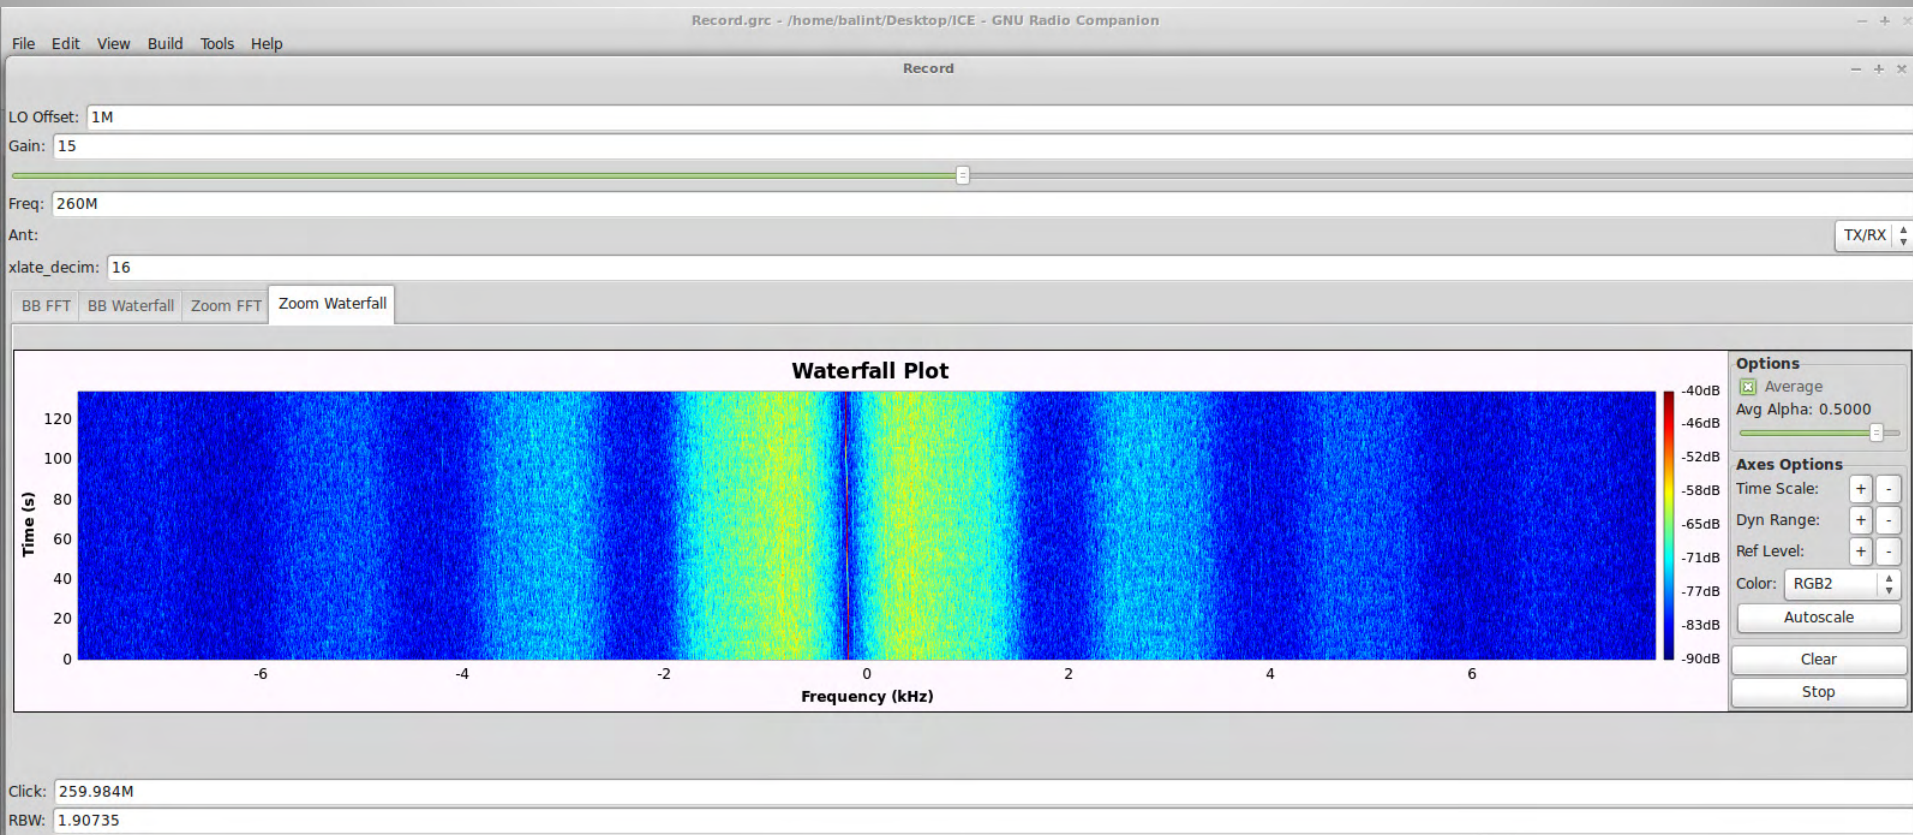 Record.grc - /home/balint/Desktop/ICE - GNU Radio Companion
File Edit View Build Tools Help
Record
LO Offset: 1M
Gain: 15
Freq: 260M
Ant: TX/RX
xlate_decim: 16
BB FFT BB Waterfall Zoom FFT Zoom Waterfall
Waterfall Plot
Time (s)
120
100
80
60
40
20
0
-6 -4 -2 0 2 4 6
Frequency (kHz)
-40dB
-46dB
-52dB
-58dB
-65dB
-71dB
-77dB
-83dB
-90dB
Options
Average
Avg Alpha: 0.5000
Axes Options
Time Scale: + -
Dyn Range: + -
Ref Level: + -
Color: RGB2
Autoscale
Clear
Stop
Click: 259.984M
RBW: 1.90735